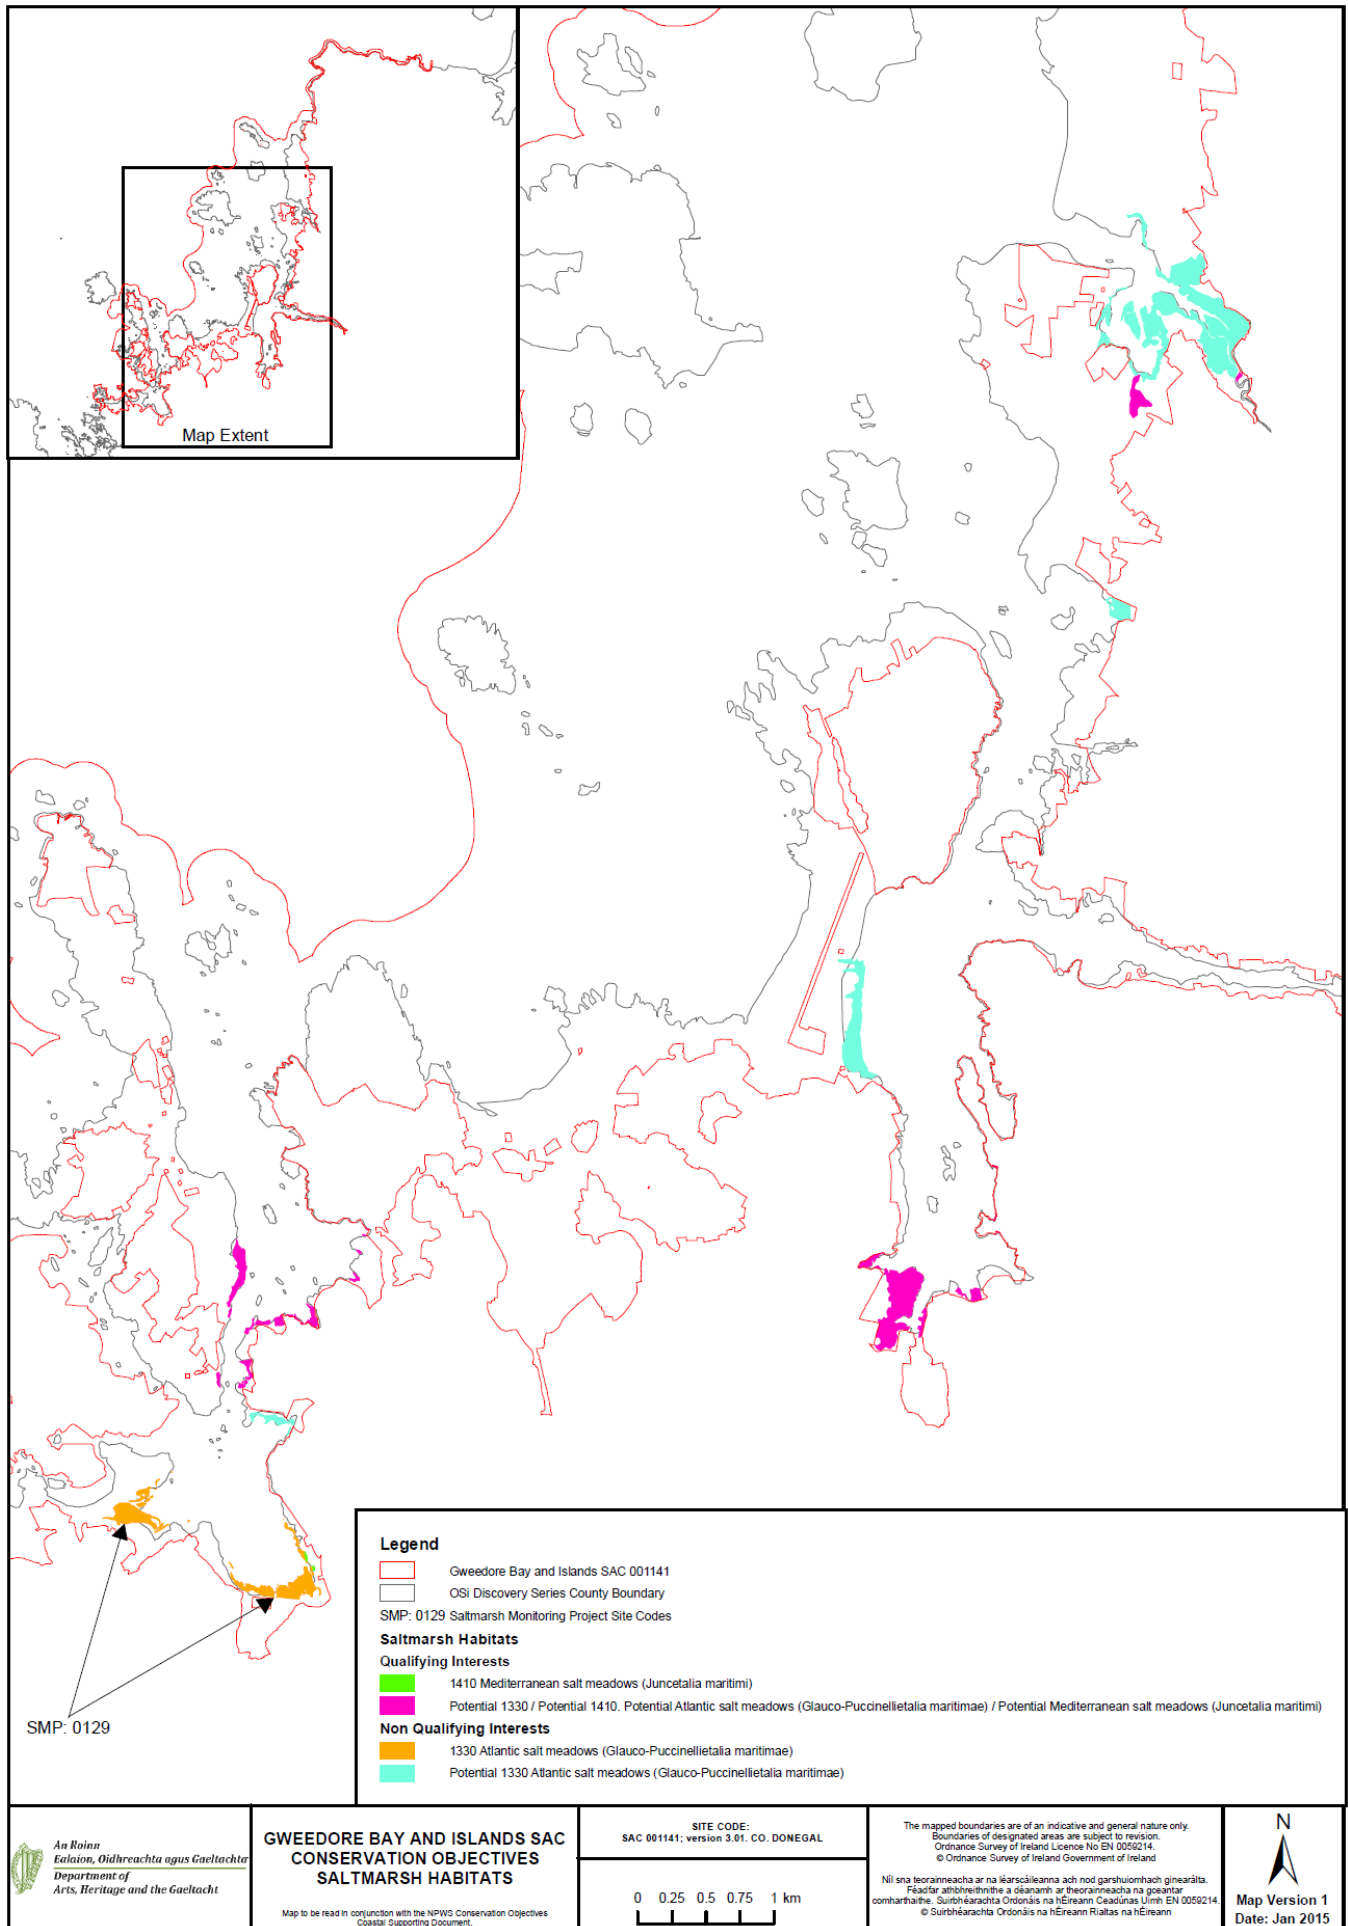 Map Extent
SMP: 0129
Legend
Gweedore Bay and Islands SAC 001141
OSi Discovery Series County Boundary
SMP: 0129 Saltmarsh Monitoring Project Site Codes
Saltmarsh Habitats
Qualifying Interests
1410 Mediterranean salt meadows (Juncetalia maritimi)
Potential 1330 / Potential 1410. Potential Atlantic salt meadows (Glauco-Puccinellietalia maritimae) / Potential Mediterranean salt meadows (Juncetalia maritimi)
Non Qualifying Interests
1330 Atlantic salt meadows (Glauco-Puccinellietalia maritimae)
Potential 1330 Atlantic salt meadows (Glauco-Puccinellietalia maritimae)
An Roinn
Ealaíon, Oidhreachta agus Gaeltachta
Department of
Arts, Heritage and the Gaeltacht
GWEEDORE BAY AND ISLANDS SAC
CONSERVATION OBJECTIVES
SALTMARSH HABITATS
Map to be read in conjunction with the NPWS Conservation Objectives
Coastal Supporting Document.
SITE CODE:
SAC 001141; version 3.01. CO. DONEGAL
0 0.25 0.5 0.75 1 km
The mapped boundaries are of an indicative and general nature only.
Boundaries of designated areas are subject to revision.
Ordnance Survey of Ireland Licence No EN 0059214.
© Ordnance Survey of Ireland Government of Ireland
Níl sna teorainneacha ar na léarscáileanna ach nod garshuiomhach ginearálta.
Féadfar athbhreithnithe a déanamh ar theorainneacha na gceantar
comharthaithe. Suirbhéarachta Ordonáis na hÉireann Ceadúnas Uimh EN 0059214.
© Suirbhéarachta Ordonáis na hÉireann Rialtas na hÉireann
N
Map Version 1
Date: Jan 2015